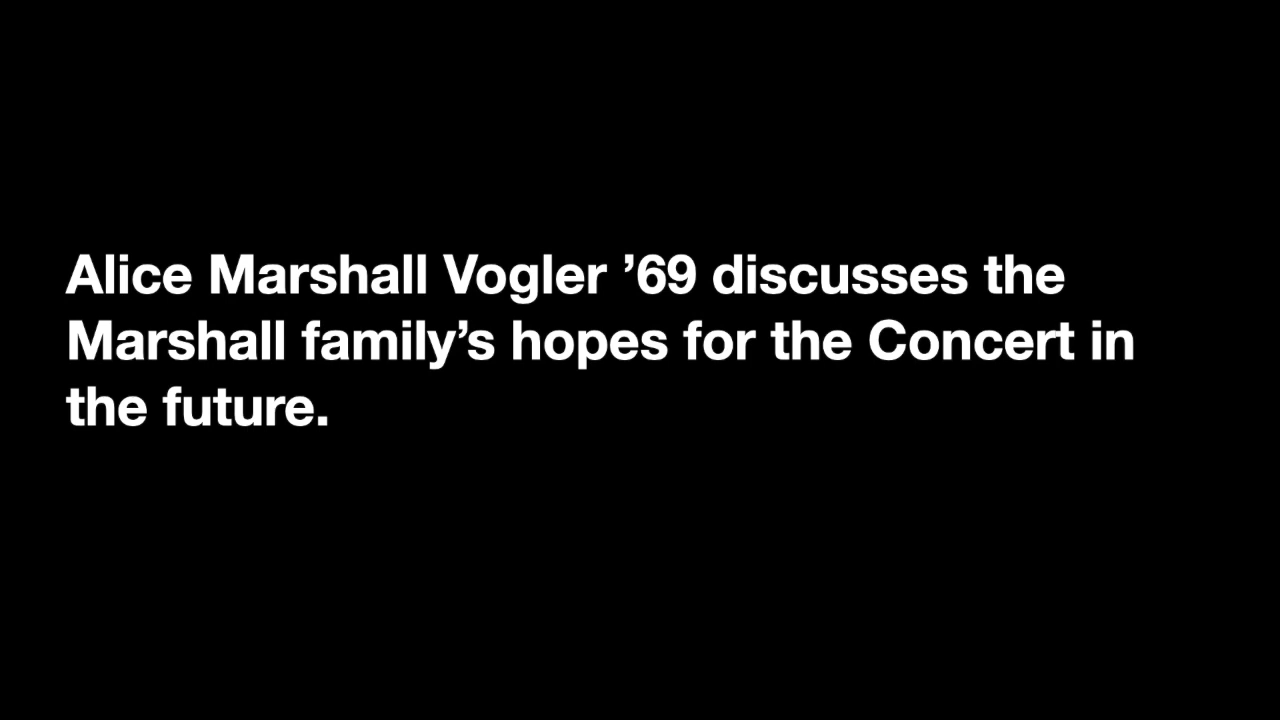 Alice Marshall Vogler ’69 discusses the
Marshall family’s hopes for the Concert in
the future.